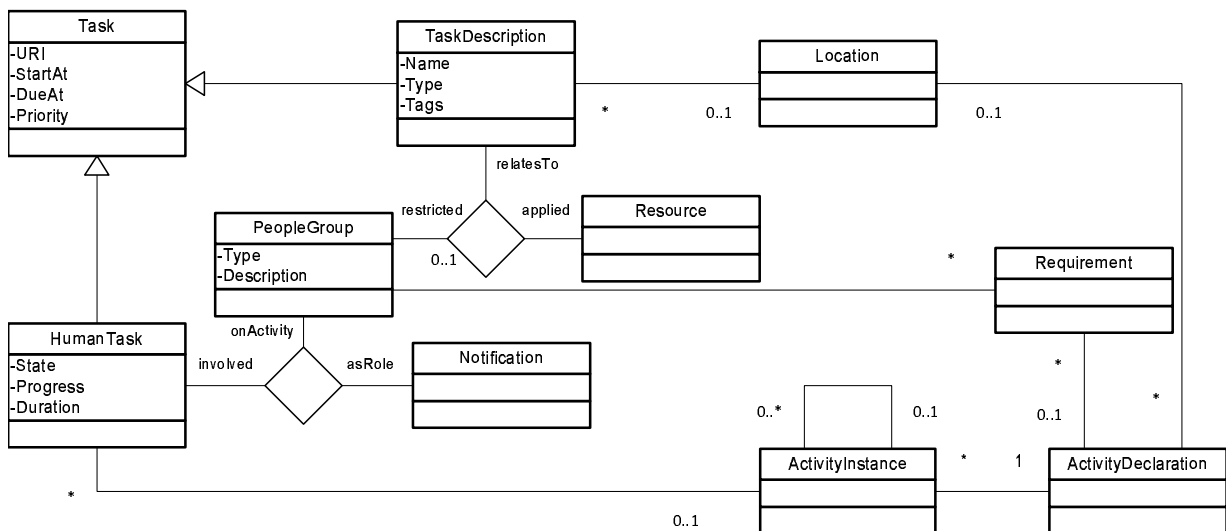 Task
-URI
-StartAt
-DueAt
-Priority
TaskDescription
-Name
-Type
-Tags
Location
*
0..1
0..1
relatesTo
restricted
applied
0..1
Resource
PeopleGroup
-Type
-Description
*
Requirement
onActivity
involved
asRole
HumanTask
-State
-Progress
-Duration
Notification
*
0..1
*
0..*
0..1
ActivityInstance
*
1
ActivityDeclaration
*
0..1